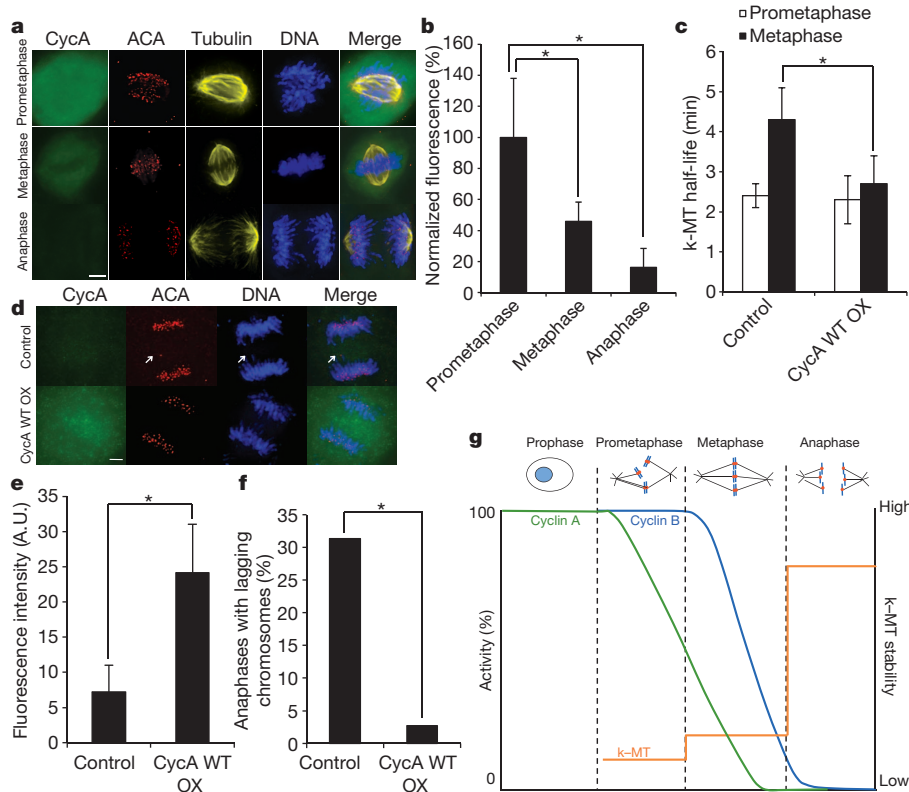 a
CycA ACA Tubulin DNA Merge
Prometaphase
Metaphase
Anaphase
b
Normalized fluorescence (%)
160
140
120
100
80
60
40
20
0
* *
Prometaphase
Metaphase
Anaphase
c
Prometaphase
Metaphase
k-MT half-life (min)
6
5
4
3
2
1
0
*
Control
CycA WT OX
d
CycA ACA DNA Merge
Control
CycA WT OX
e
Fluorescence intensity (A.U.)
35
30
25
20
15
10
5
0
*
Control CycA WT
OX
f
Anaphases with lagging
chromosomes (%)
35
30
25
20
15
10
5
0
*
Control CycA WT
OX
g
Prophase Prometaphase Metaphase Anaphase
100 High
Cyclin A Cyclin B
Activity (%)
k–MT stability
k–MT
0 Low